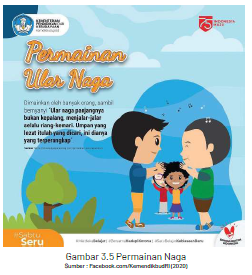 KEMENTERIAN
PENDIDIKAN DAN
KEBUDAYAAN
75
INDONESIA
MAJU
Permainan
Ular Naga
Dimainkan oleh banyak orang, sambil
bernyanyi "Ular naga panjangnya
bukan kepalang, menjalar-jalar
selalu riang-kemari. Umpan yang
lezat itulah yang dicari, ini dianya
yang terperangkap"
#Sabtu
Seru
Gambar 3.5 Permainan Naga
Sumber : Facebook.com/KemendikbudRI (2020)